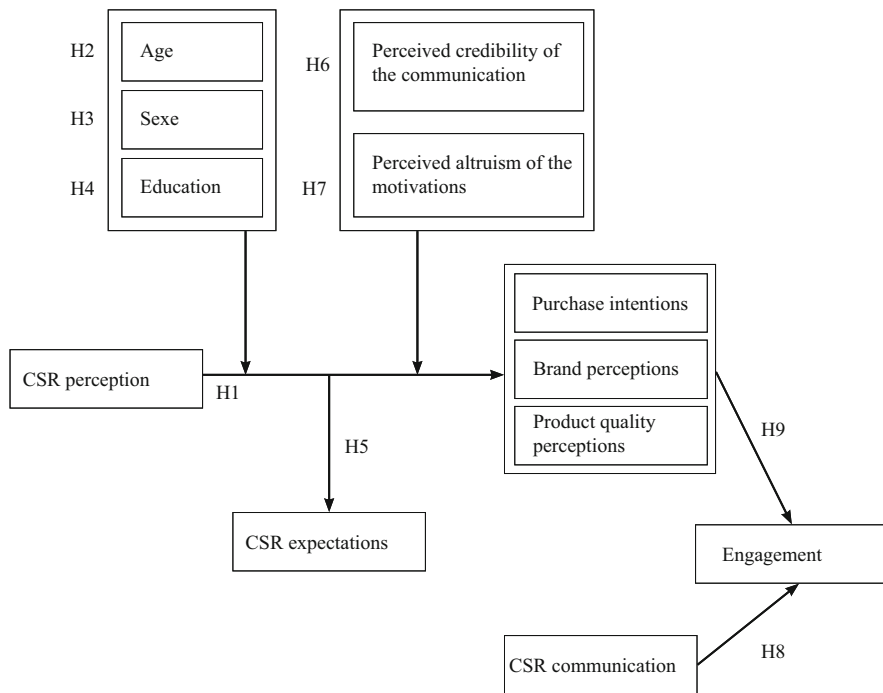 H2
Age
H3
Sexe
H4
Education
H6
Perceived credibility of
the communication
H7
Perceived altruism of the
motivations
CSR perception
H1
H5
CSR expectations
Purchase intentions
Brand perceptions
Product quality
perceptions
H9
Engagement
CSR communication
H8